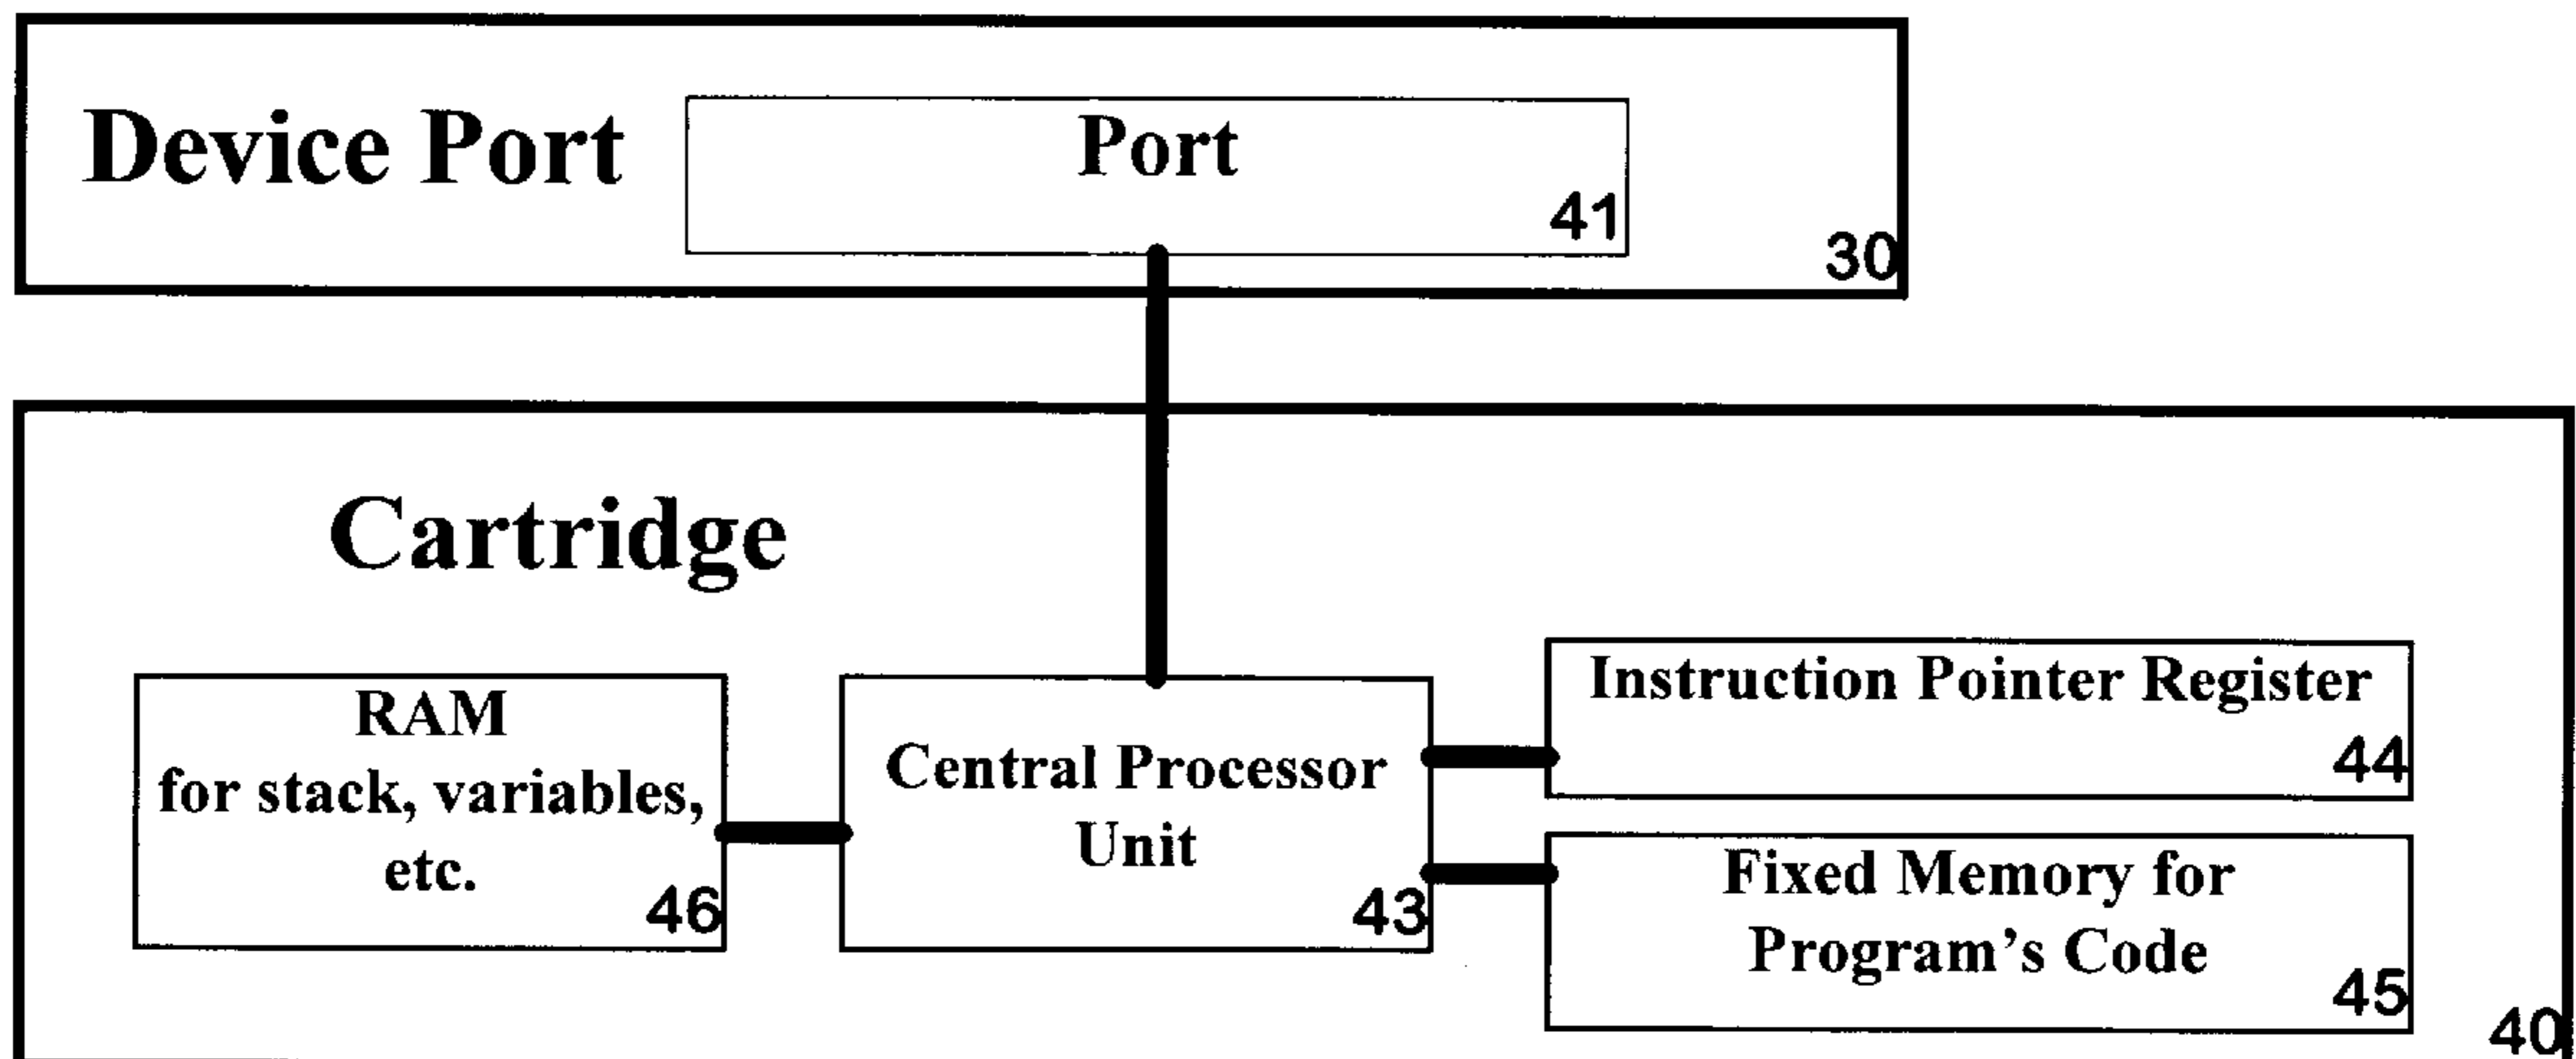 Device Port
Port
41
30
Cartridge
RAM
for stack, variables,
etc.
46
Central Processor
Unit
43
Instruction Pointer Register
44
Fixed Memory for
Program's Code
45
40